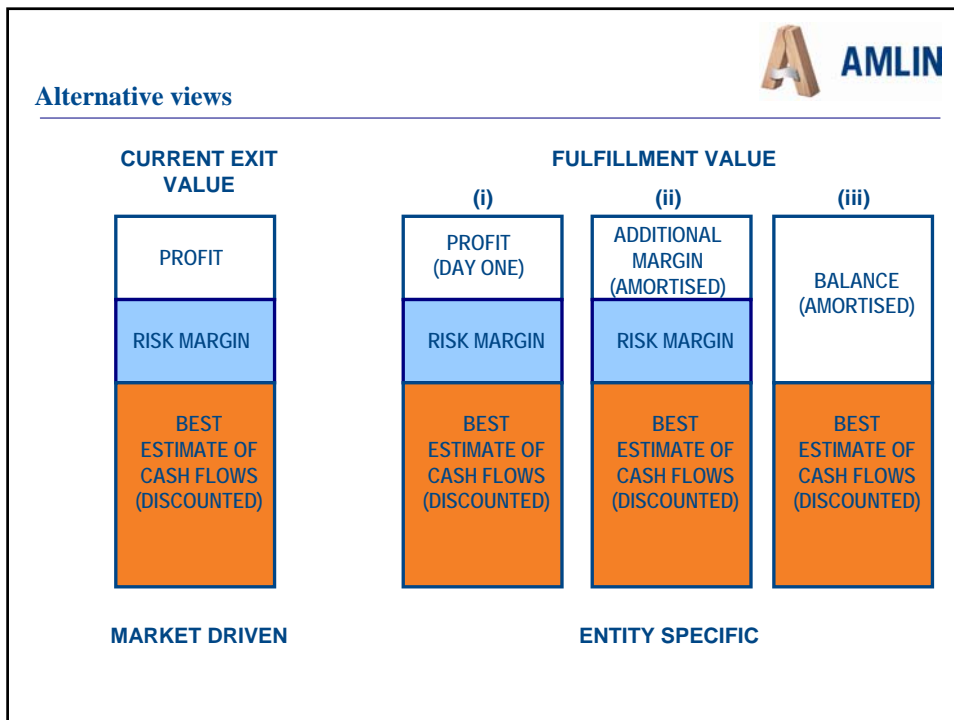 AMLIN
Alternative views
CURRENT EXIT
VALUE
PROFIT
RISK MARGIN
BEST
ESTIMATE OF
CASH FLOWS
(DISCOUNTED)
MARKET DRIVEN
FULFILLMENT VALUE
(i)
PROFIT
(DAY ONE)
RISK MARGIN
BEST
ESTIMATE OF
CASH FLOWS
(DISCOUNTED)
(ii)
ADDITIONAL
MARGIN
(AMORTISED)
RISK MARGIN
BEST
ESTIMATE OF
CASH FLOWS
(DISCOUNTED)
(iii)
BALANCE
(AMORTISED)
BEST
ESTIMATE OF
CASH FLOWS
(DISCOUNTED)
ENTITY SPECIFIC